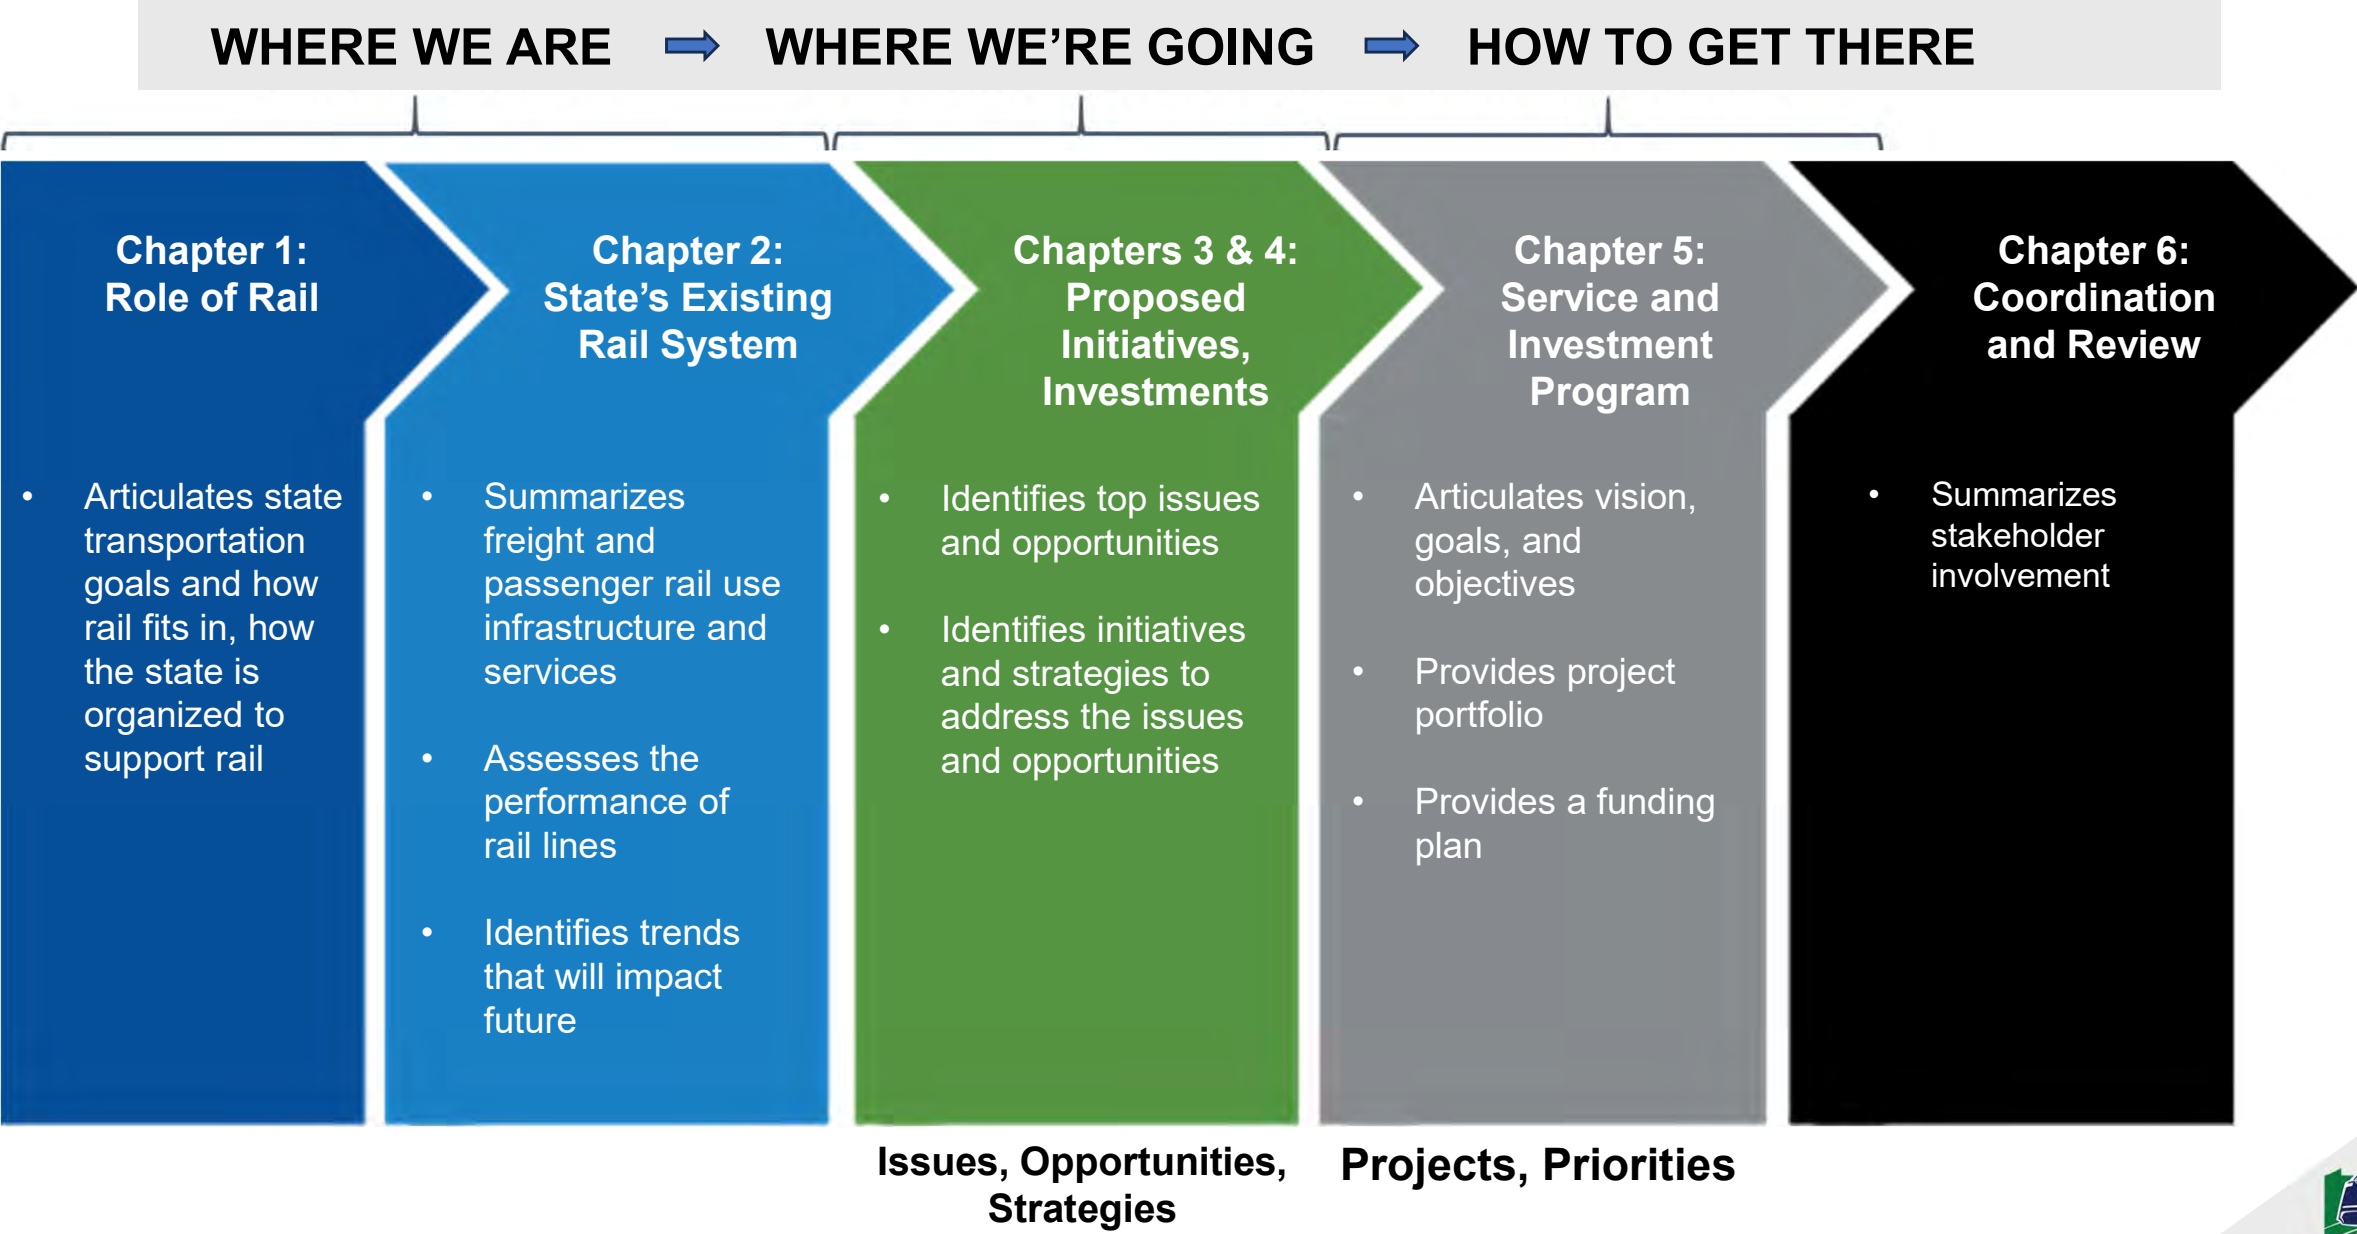 WHERE WE ARE
WHERE WE'RE GOING
HOW TO GET THERE
Chapter 1:
Role of Rail
• Articulates state
transportation
goals and how
rail fits in, how
the state is
organized to
support rail
Chapter 2:
State's Existing
Rail System
• Summarizes
freight and
passenger rail use
infrastructure and
services
• Assesses the
performance of
rail lines
• Identifies trends
that will impact
future
Chapters 3 & 4:
Proposed
Initiatives,
Investments
• Identifies top issues
and opportunities
• Identifies initiatives
and strategies to
address the issues
and opportunities
Issues, Opportunities,
Strategies
Chapter 5:
Service and
Investment
Program
• Articulates vision,
goals, and
objectives
• Provides project
portfolio
• Provides a funding
plan
Projects, Priorities
Chapter 6:
Coordination
and Review
• Summarizes
stakeholder
involvement